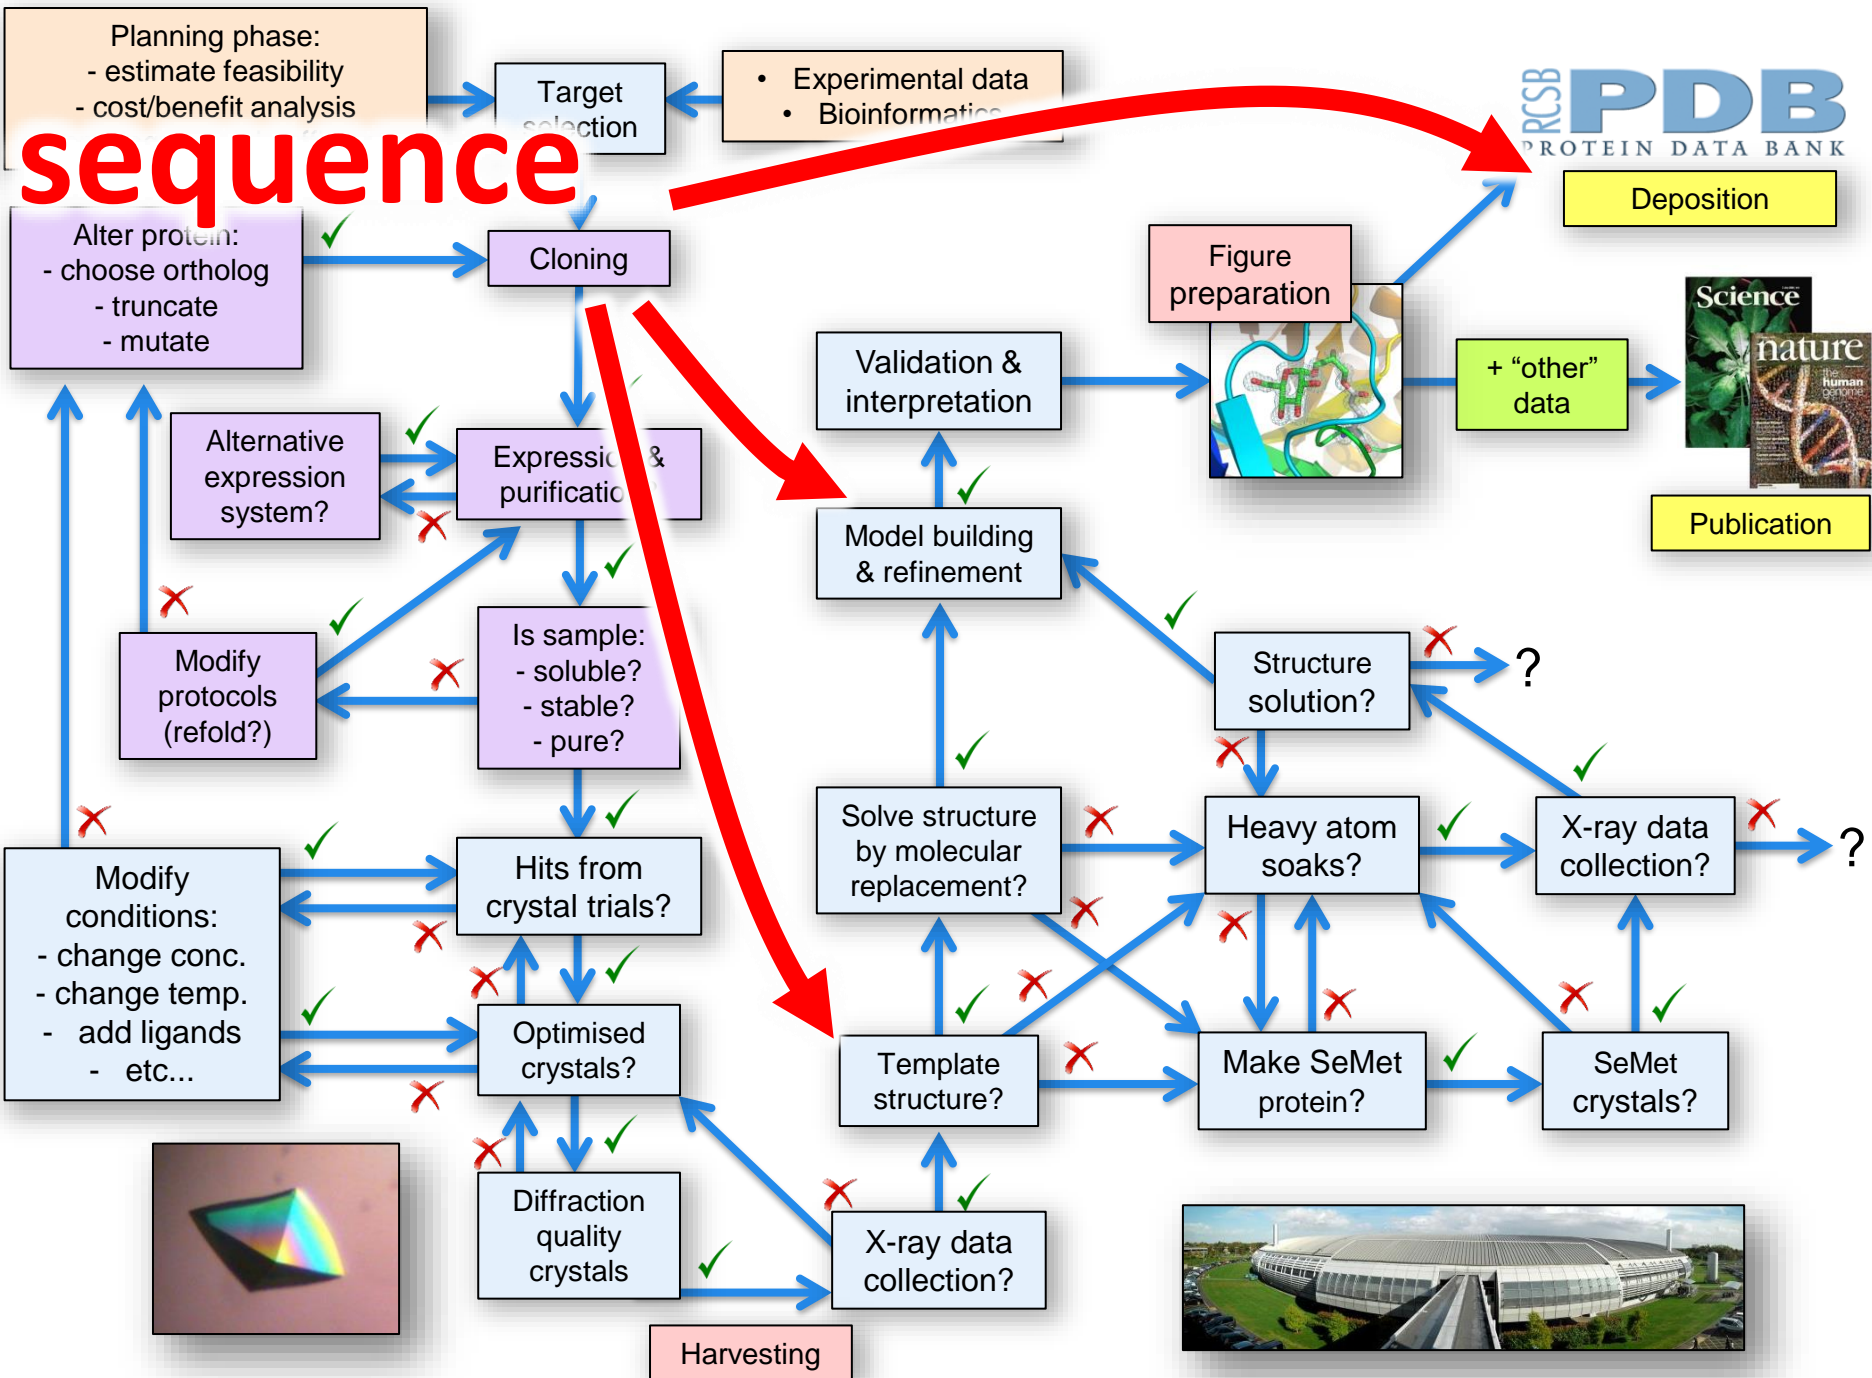 Planning phase:
- estimate feasibility
- cost/benefit analysis
Target
selection
• Experimental data
• Bioinformatics
sequence
RCSB
PDB
PROTEIN DATA BANK
Deposition
Alter protein:
- choose ortholog
- truncate
- mutate
Cloning
Figure
preparation
Science
nature
the
human
genome
Validation &
interpretation
+ “other”
data
Publication
Alternative
expression
system?
Expression &
purification?
Model building
& refinement
Modify
protocols
(refold?)
Is sample:
- soluble?
- stable?
- pure?
Structure
solution?
?
Solve structure
by molecular
replacement?
Heavy atom
soaks?
X-ray data
collection?
?
Modify
conditions:
- change conc.
- change temp.
- add ligands
- etc...
Hits from
crystal trials?
Optimised
crystals?
Template
structure?
Make SeMet
protein?
SeMet
crystals?
Diffraction
quality
crystals
X-ray data
collection?
Harvesting